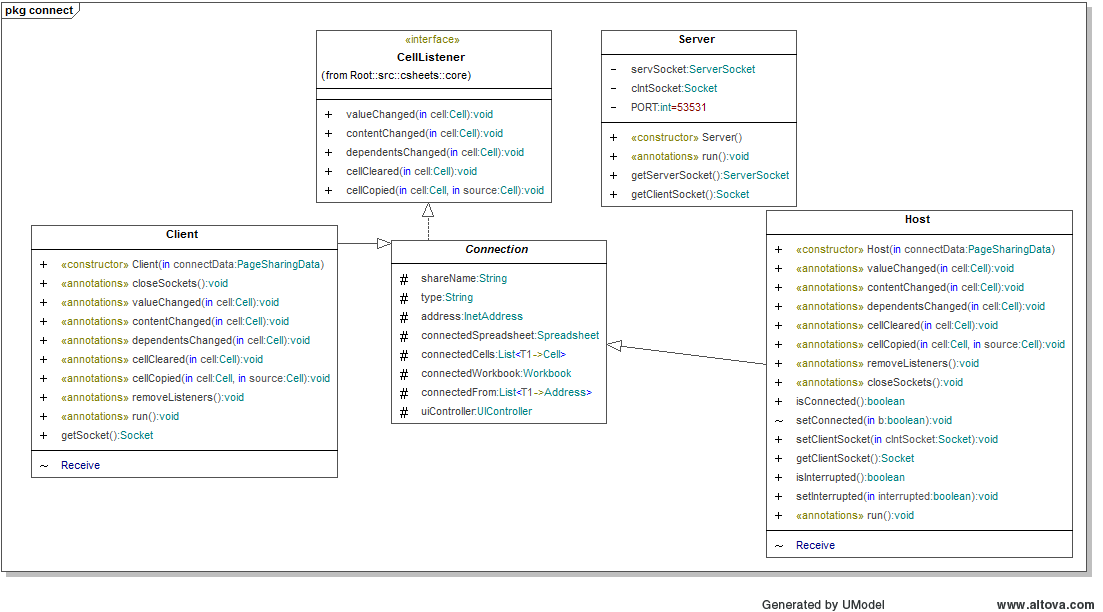 pkg connect
«interface»
CellListener
(from Root::src::csheets::core)
+ valueChanged(in cell:Cell):void
+ contentChanged(in cell:Cell):void
+ dependentsChanged(in cell:Cell):void
+ cellCleared(in cell:Cell):void
+ cellCopied(in cell:Cell, in source:Cell):void
Server
- servSocket:ServerSocket
- clntSocket:Socket
- PORT:int=53531
+ «constructor» Server()
+ «annotations» run():void
+ getServerSocket():ServerSocket
+ getClientSocket():Socket
Client
+ «constructor» Client(in connectData:PageSharingData)
+ «annotations» closeSockets():void
+ «annotations» valueChanged(in cell:Cell):void
+ «annotations» contentChanged(in cell:Cell):void
+ «annotations» dependentsChanged(in cell:Cell):void
+ «annotations» cellCleared(in cell:Cell):void
+ «annotations» cellCopied(in cell:Cell, in source:Cell):void
+ «annotations» removeListeners():void
+ «annotations» run():void
+ getSocket():Socket
~ Receive
Connection
# shareName:String
# type:String
# address:InetAddress
# connectedSpreadsheet:Spreadsheet
# connectedCells:List<T1->Cell>
# connectedWorkbook:Workbook
# connectedFrom:List<T1->Address>
# uiController:UIController
Host
+ «constructor» Host(in connectData:PageSharingData)
+ «annotations» valueChanged(in cell:Cell):void
+ «annotations» contentChanged(in cell:Cell):void
+ «annotations» dependentsChanged(in cell:Cell):void
+ «annotations» cellCleared(in cell:Cell):void
+ «annotations» cellCopied(in cell:Cell, in source:Cell):void
+ «annotations» removeListeners():void
+ «annotations» closeSockets():void
+ isConnected():boolean
~ setConnected(in b:boolean):void
+ setClientSocket(in clntSocket:Socket):void
+ getClientSocket():Socket
+ isInterrupted():boolean
+ setInterrupted(in interrupted:boolean):void
+ «annotations» run():void
~ Receive
Generated by UModel
www.altova.com